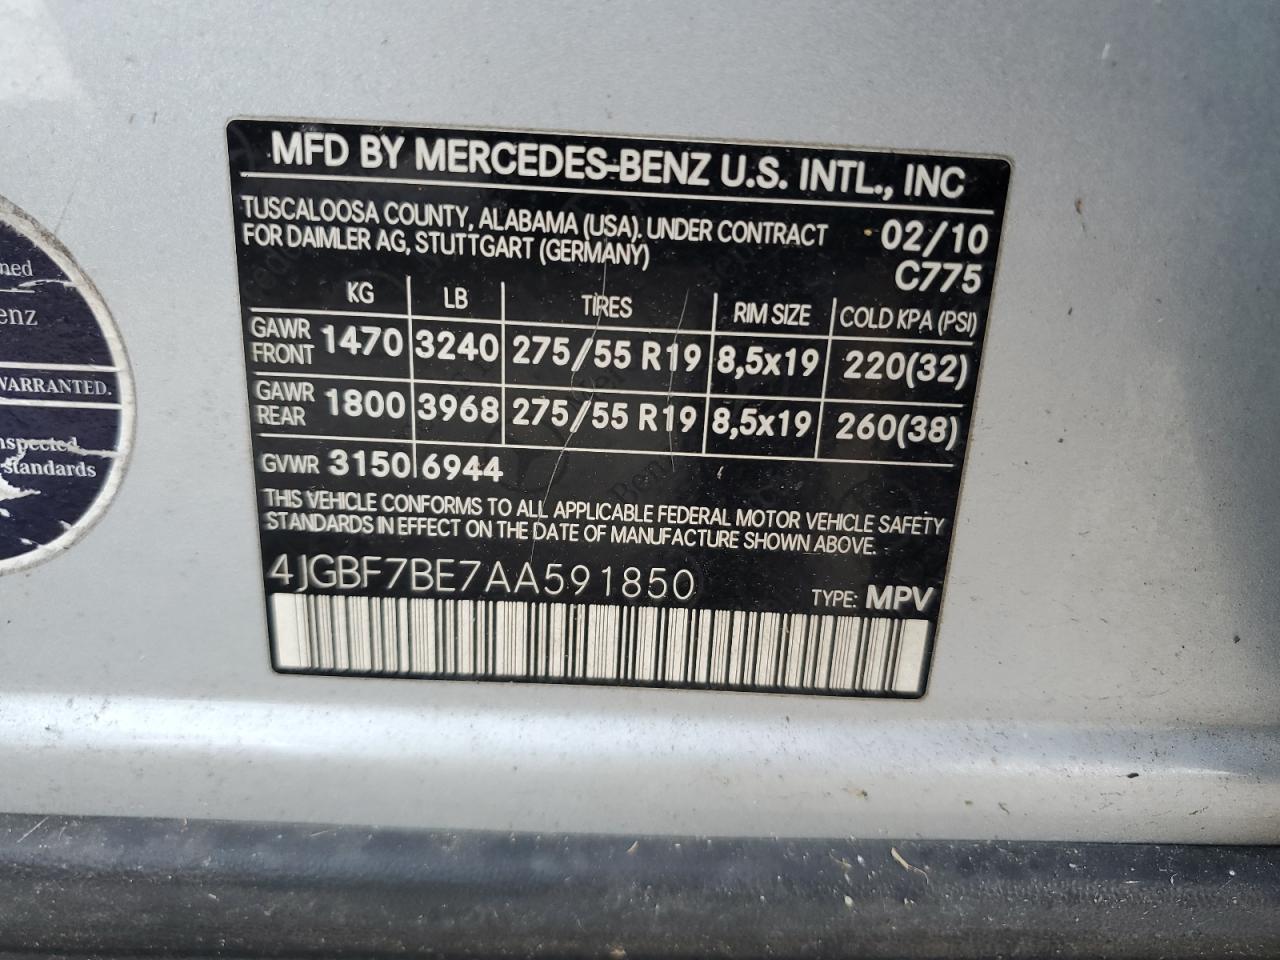 MFD BY MERCEDES-BENZ U.S. INTL., INC
TUSCALOOSA COUNTY, ALABAMA (USA). UNDER CONTRACT 02/10
FOR DAIMLER AG, STUTTGART (GERMANY) C775
KG LB TIRES RIM SIZE COLD KPA (PSI)
GAWR FRONT 1470 3240 275/55 R19 8,5x19 220(32)
GAWR REAR 1800 3968 275/55 R19 8,5x19 260(38)
GVWR 3150 6944
THIS VEHICLE CONFORMS TO ALL APPLICABLE FEDERAL MOTOR VEHICLE SAFETY
STANDARDS IN EFFECT ON THE DATE OF MANUFACTURE SHOWN ABOVE.
4JGBF7BE7AA591850 TYPE: MPV
WARRANTED.
standards